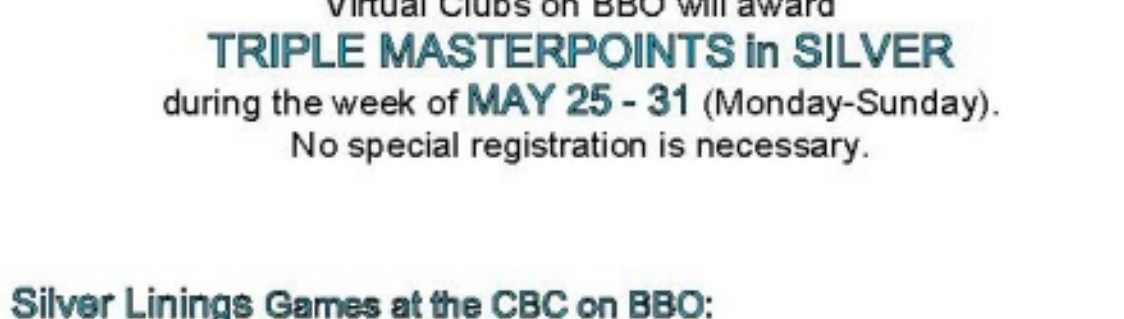 Virtual Clubs on BBO will award
TRIPLE MASTERPOINTS in SILVER
during the week of MAY 25 - 31 (Monday-Sunday).
No special registration is necessary.
Silver Linings Games at the CBC on BBO: